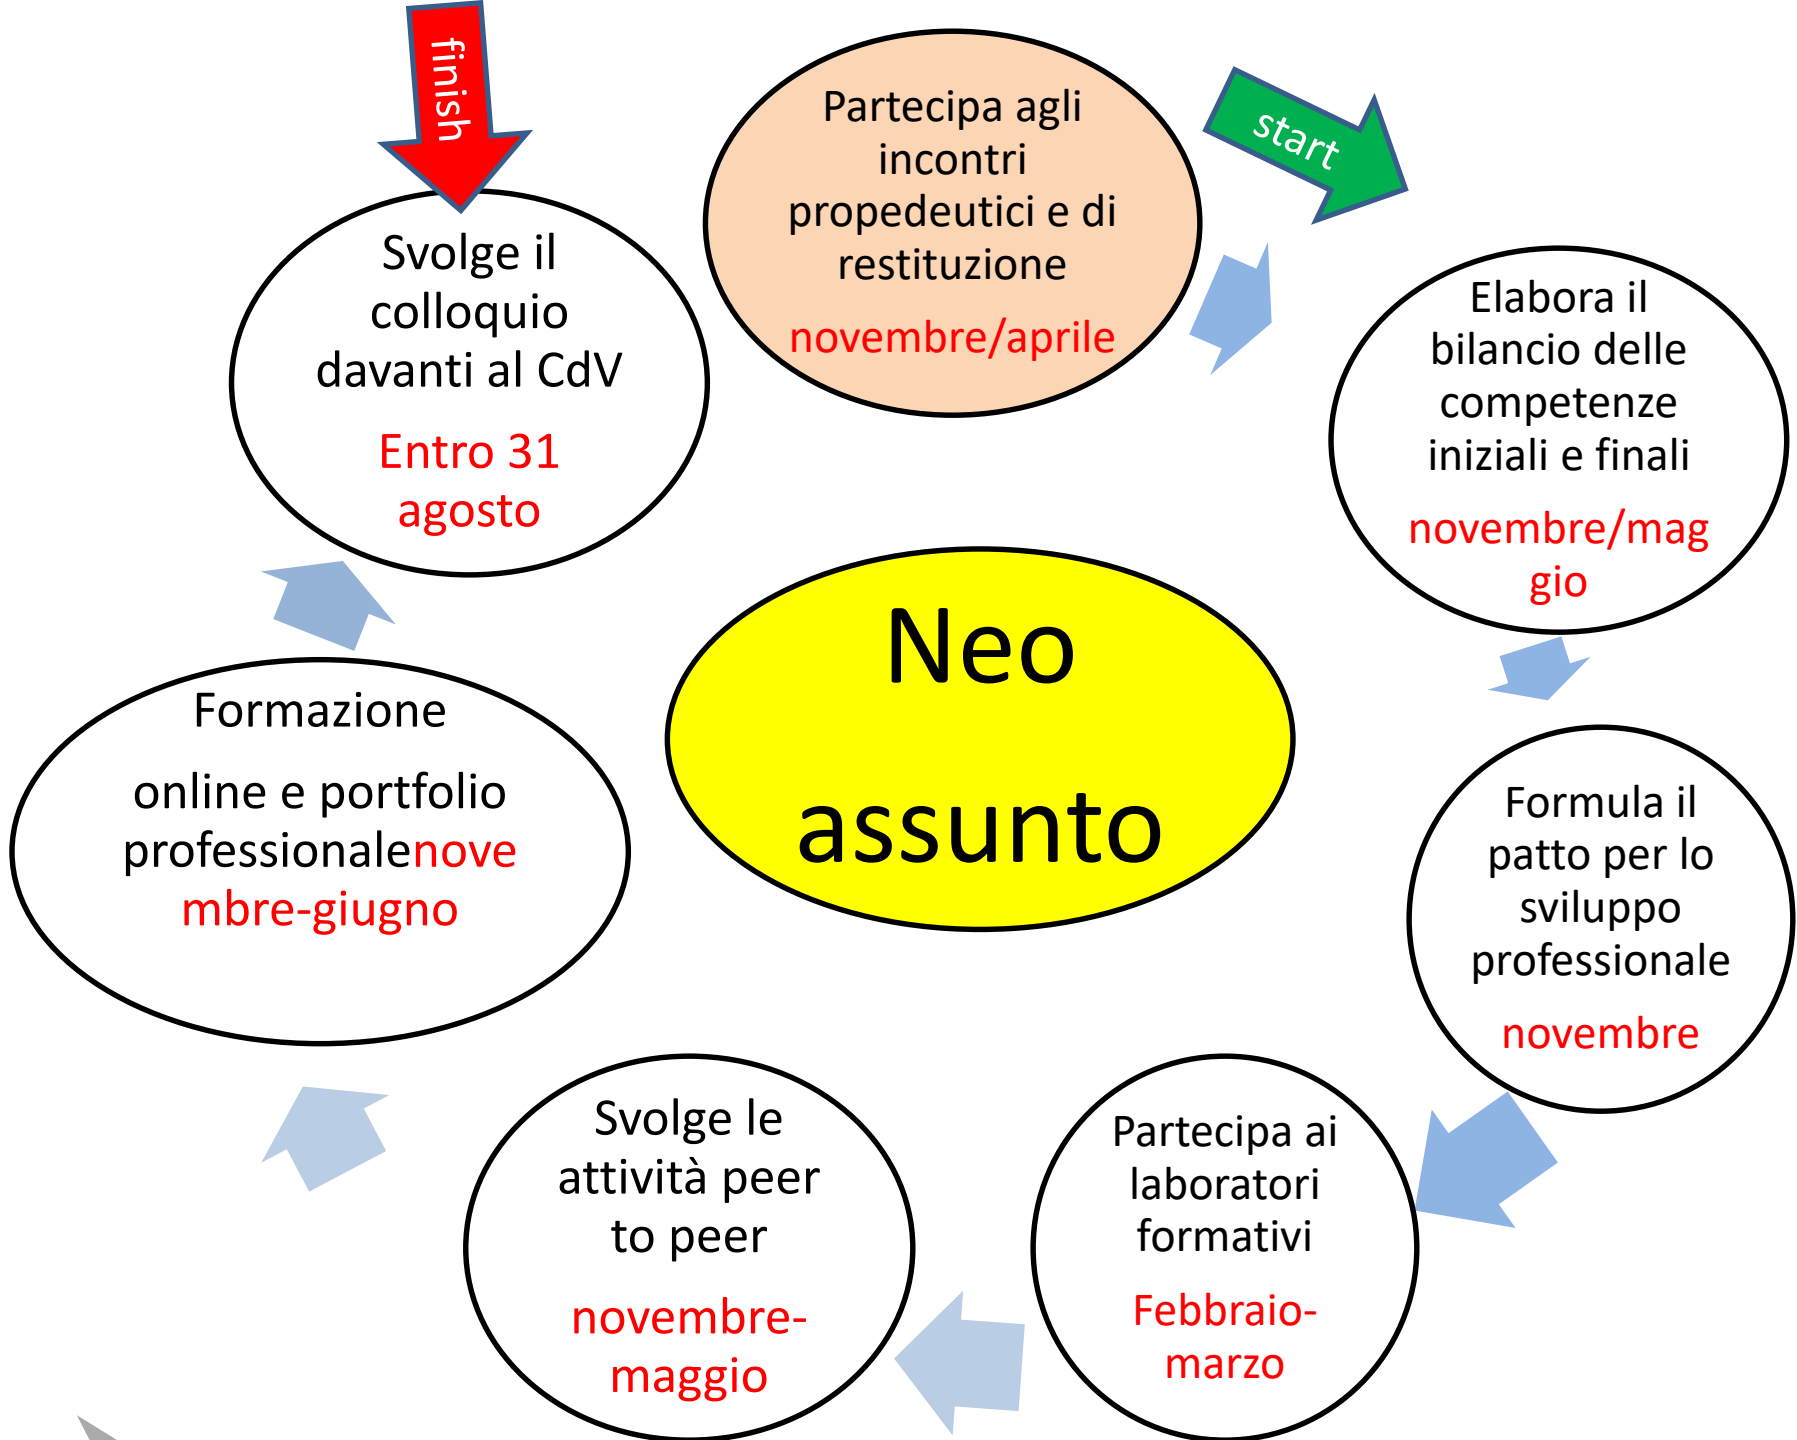 finish
Partecipa agli
incontri
propedeutici e di
restituzione
novembre/aprile
start
Elabora il
bilancio delle
competenze
iniziali e finali
novembre/mag
gio
Formula il
patto per lo
sviluppo
professionale
novembre
Partecipa ai
laboratori
formativi
Febbraio-
marzo
Svolge le
attività peer
to peer
novembre-
maggio
Formazione
online e portfolio
professionalenove
mbre-giugno
Svolge il
colloquio
davanti al CdV
Entro 31
agosto
Neo
assunto